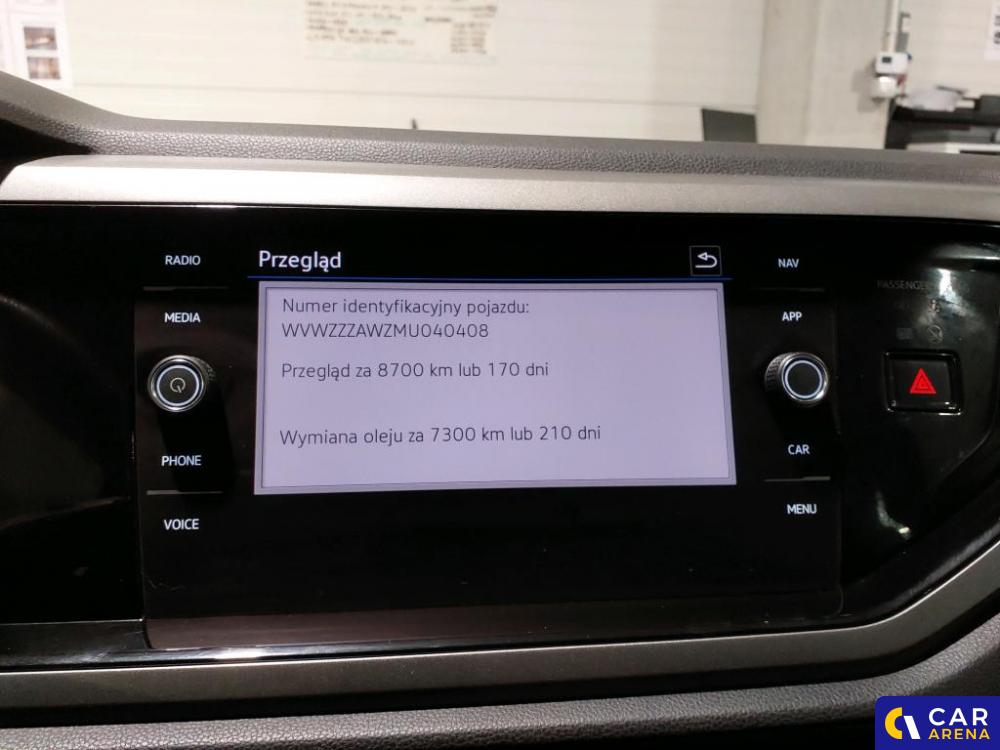 RADIO
MEDIA
PHONE
VOICE
Przegląd
Numer identyfikacyjny pojazdu:
WVWZZZAWZMU040408
Przegląd za 8700 km lub 170 dni
Wymiana oleju za 7300 km lub 210 dni
NAV
APP
CAR
MENU
PASSENGER
CAR
ARENA